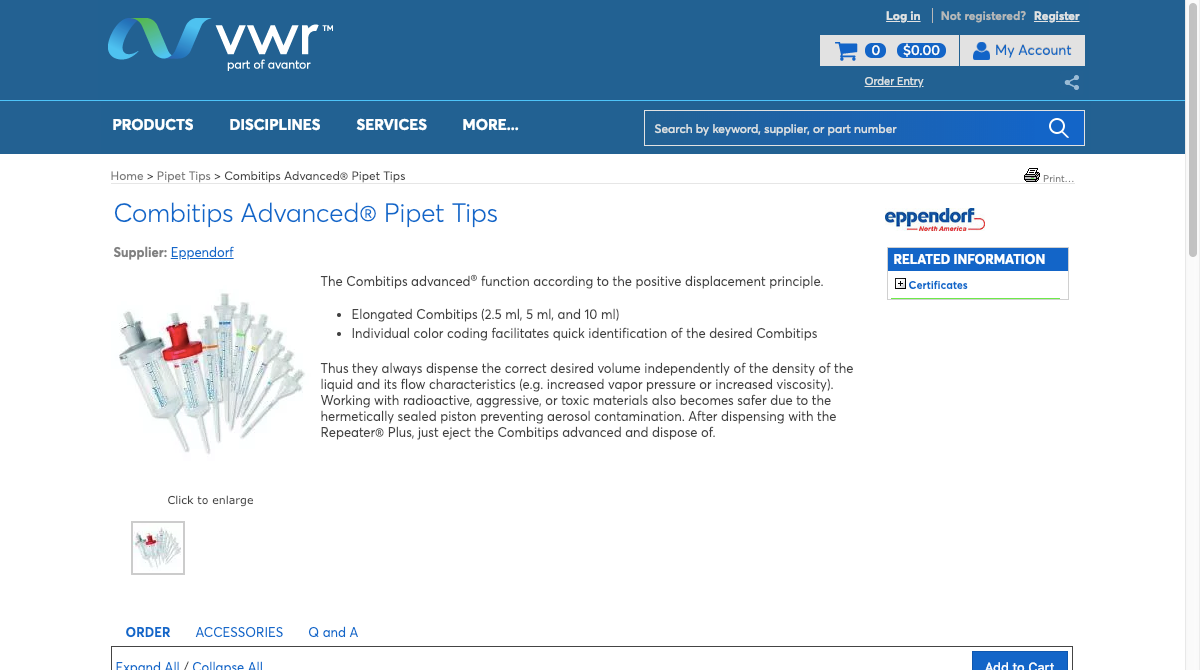 Log in
Not registered? Register
vwr™
part of avantor
0 $0.00
My Account
Order Entry
PRODUCTS DISCIPLINES SERVICES MORE...
Search by keyword, supplier, or part number
Home > Pipet Tips > Combitips Advanced® Pipet Tips
Print...
Combitips Advanced® Pipet Tips
eppendorf
North America
Supplier: Eppendorf
RELATED INFORMATION
Certificates
The Combitips advanced® function according to the positive displacement principle.
• Elongated Combitips (2.5 ml, 5 ml, and 10 ml)
• Individual color coding facilitates quick identification of the desired Combitips
Thus they always dispense the correct desired volume independently of the density of the
liquid and its flow characteristics (e.g. increased vapor pressure or increased viscosity).
Working with radioactive, aggressive, or toxic materials also becomes safer due to the
hermetically sealed piston preventing aerosol contamination. After dispensing with the
Repeater® Plus, just eject the Combitips advanced and dispose of.
Click to enlarge
ORDER ACCESSORIES Q and A
Expand All / Collapse All
Add to Cart